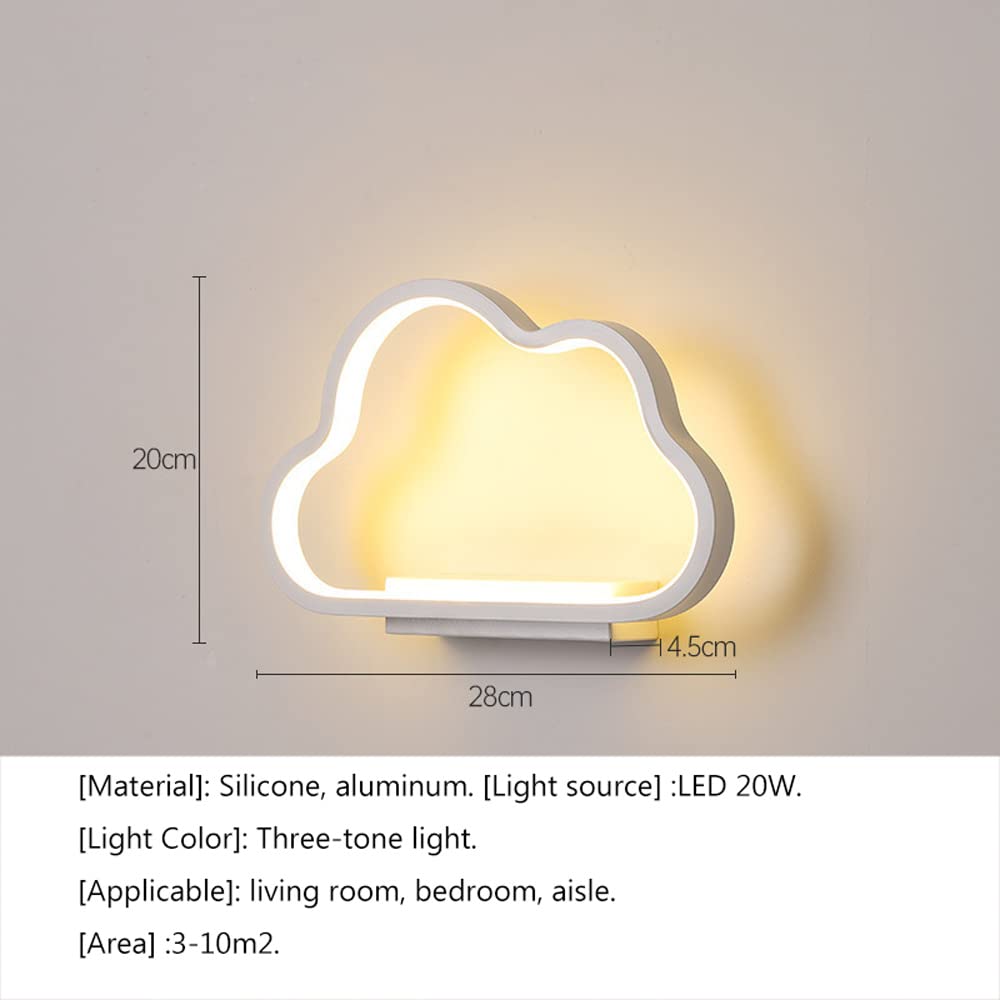 20cm
4.5cm
28cm
[Material]: Silicone, aluminum. [Light source] :LED 20W.
[Light Color]: Three-tone light.
[Applicable]: living room, bedroom, aisle.
[Area] :3-10m2.